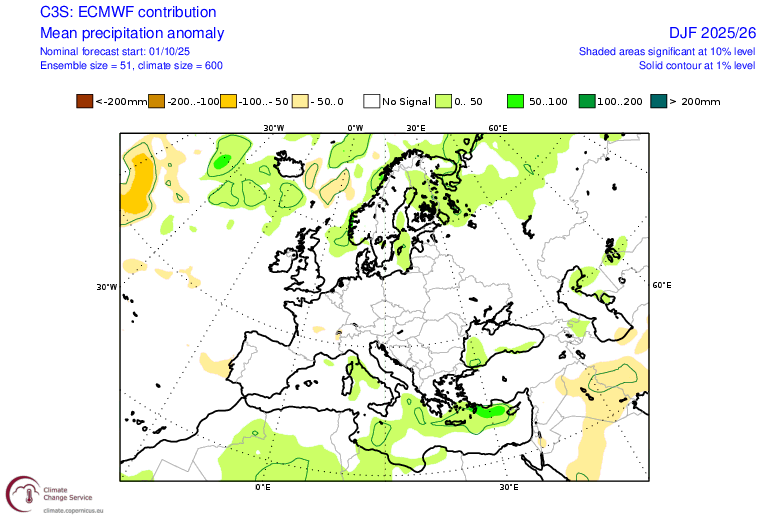 C3S: ECMWF contribution
Mean precipitation anomaly DJF 2025/26
Nominal forecast start: 01/10/25 Shaded areas significant at 10% level
Ensemble size = 51, climate size = 600 Solid contour at 1% level
<-200mm -200..-100 -100..- 50 - 50..0 No Signal 0.. 50 50..100 100..200 > 200mm
30°W 0°W 30°E 60°E
30°W 60°E
0°E 30°E
Climate
Change Service
climate.copernicus.eu